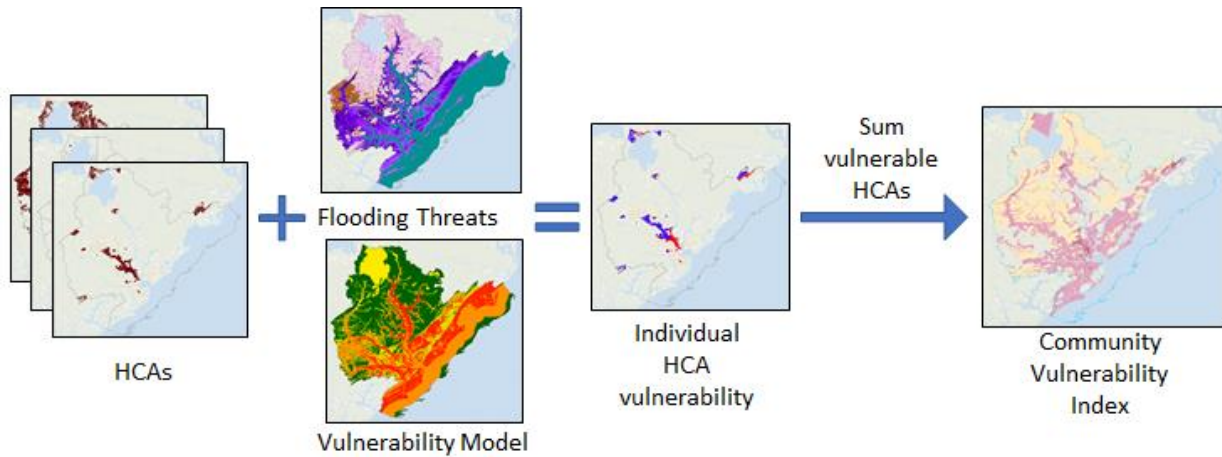 HCAs
Flooding Threats
Vulnerability Model
Individual
HCA
vulnerability
Sum
vulnerable
HCAs
Community
Vulnerability
Index